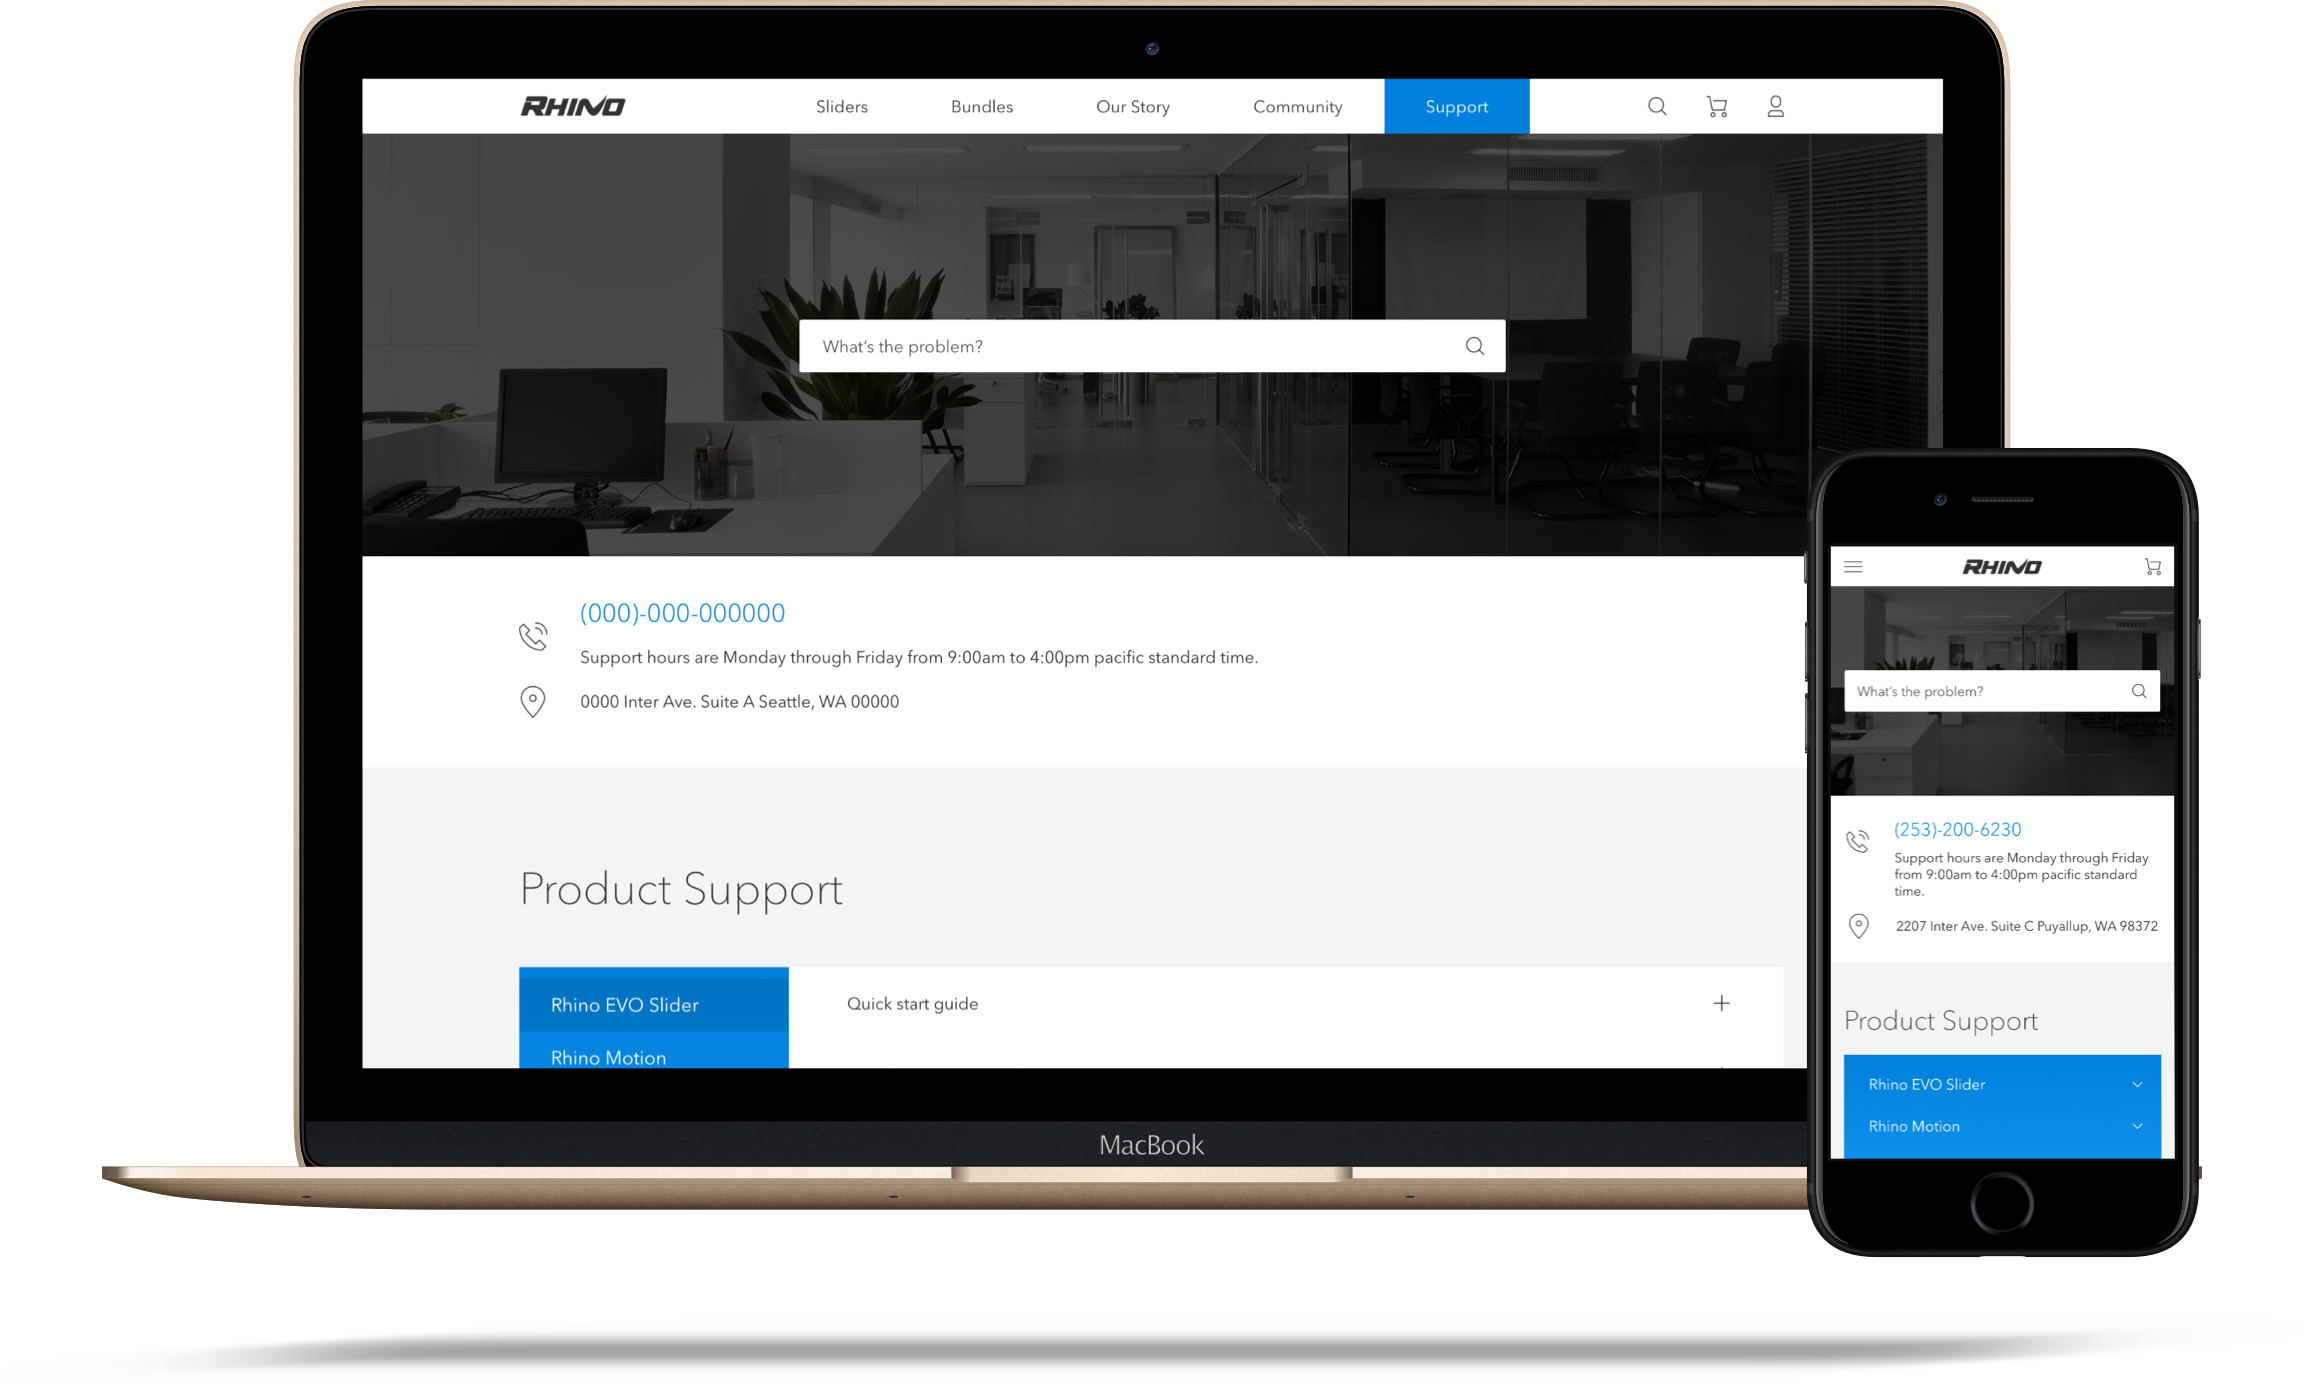 RHINO
Sliders
Bundles
Our Story
Community
Support
What's the problem?
(000)-000-000000
Support hours are Monday through Friday from 9:00am to 4:00pm pacific standard time.
0000 Inter Ave. Suite A Seattle, WA 00000
Product Support
Rhino EVO Slider
Quick start guide
Rhino Motion
MacBook
RHINO
What's the problem?
(253)-200-6230
Support hours are Monday through Friday
from 9:00am to 4:00pm pacific standard
time.
2207 Inter Ave. Suite C Puyallup, WA 98372
Product Support
Rhino EVO Slider
Rhino Motion